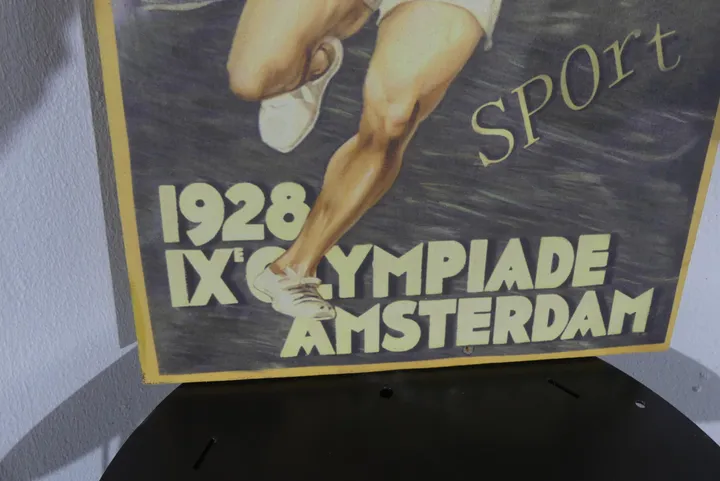 SPOrt
1928
IXE OLYMPIADE
AMSTERDAM